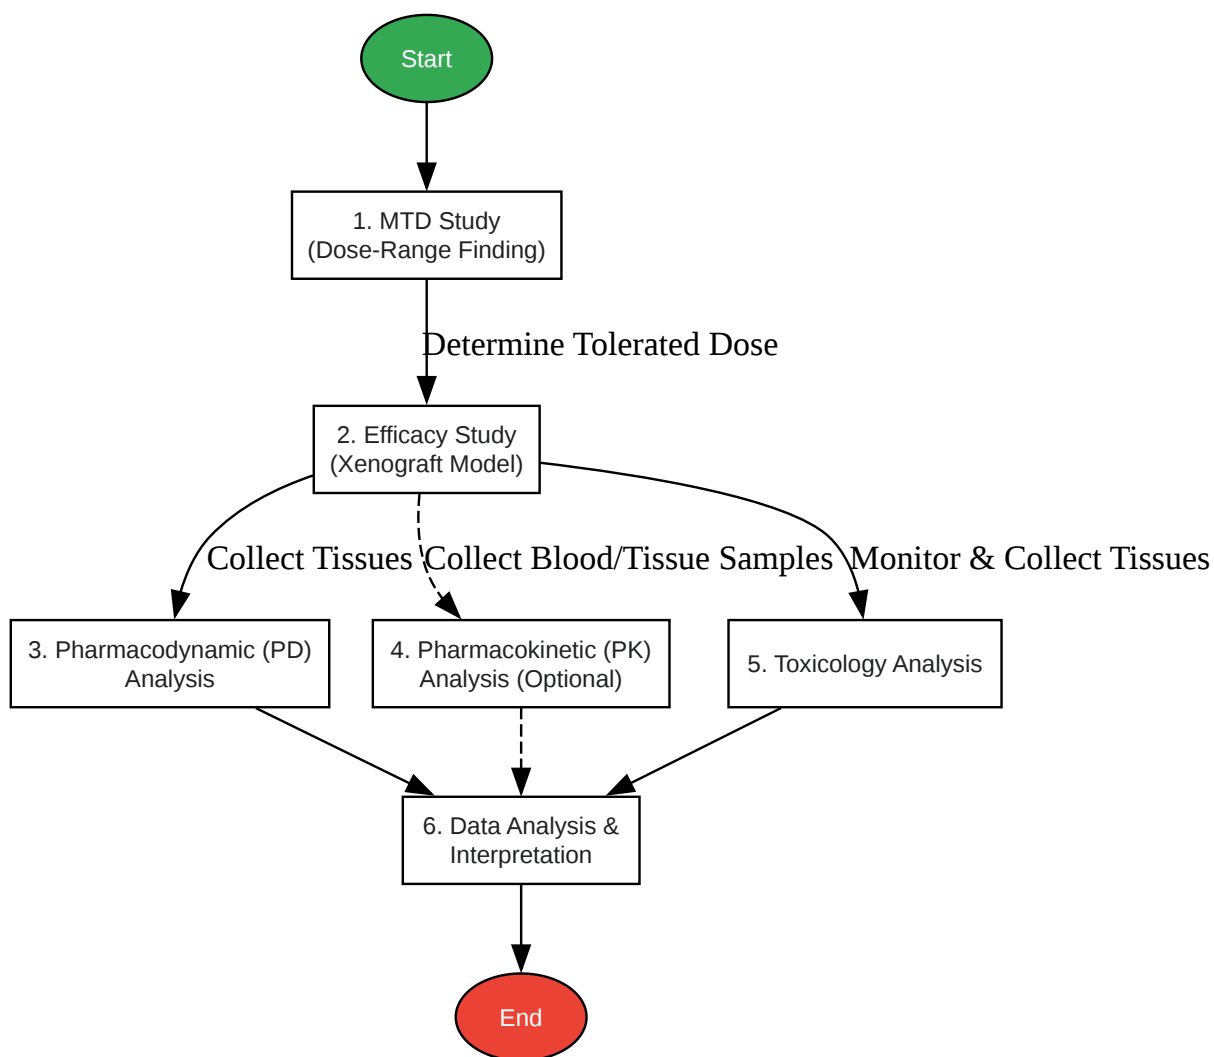 Start
1. MTD Study
(Dose-Range Finding)
Determine Tolerated Dose
2. Efficacy Study
(Xenograft Model)
Collect Tissues
Collect Blood/Tissue Samples
Monitor & Collect Tissues
3. Pharmacodynamic (PD)
Analysis
4. Pharmacokinetic (PK)
Analysis (Optional)
5. Toxicology Analysis
6. Data Analysis &
Interpretation
End